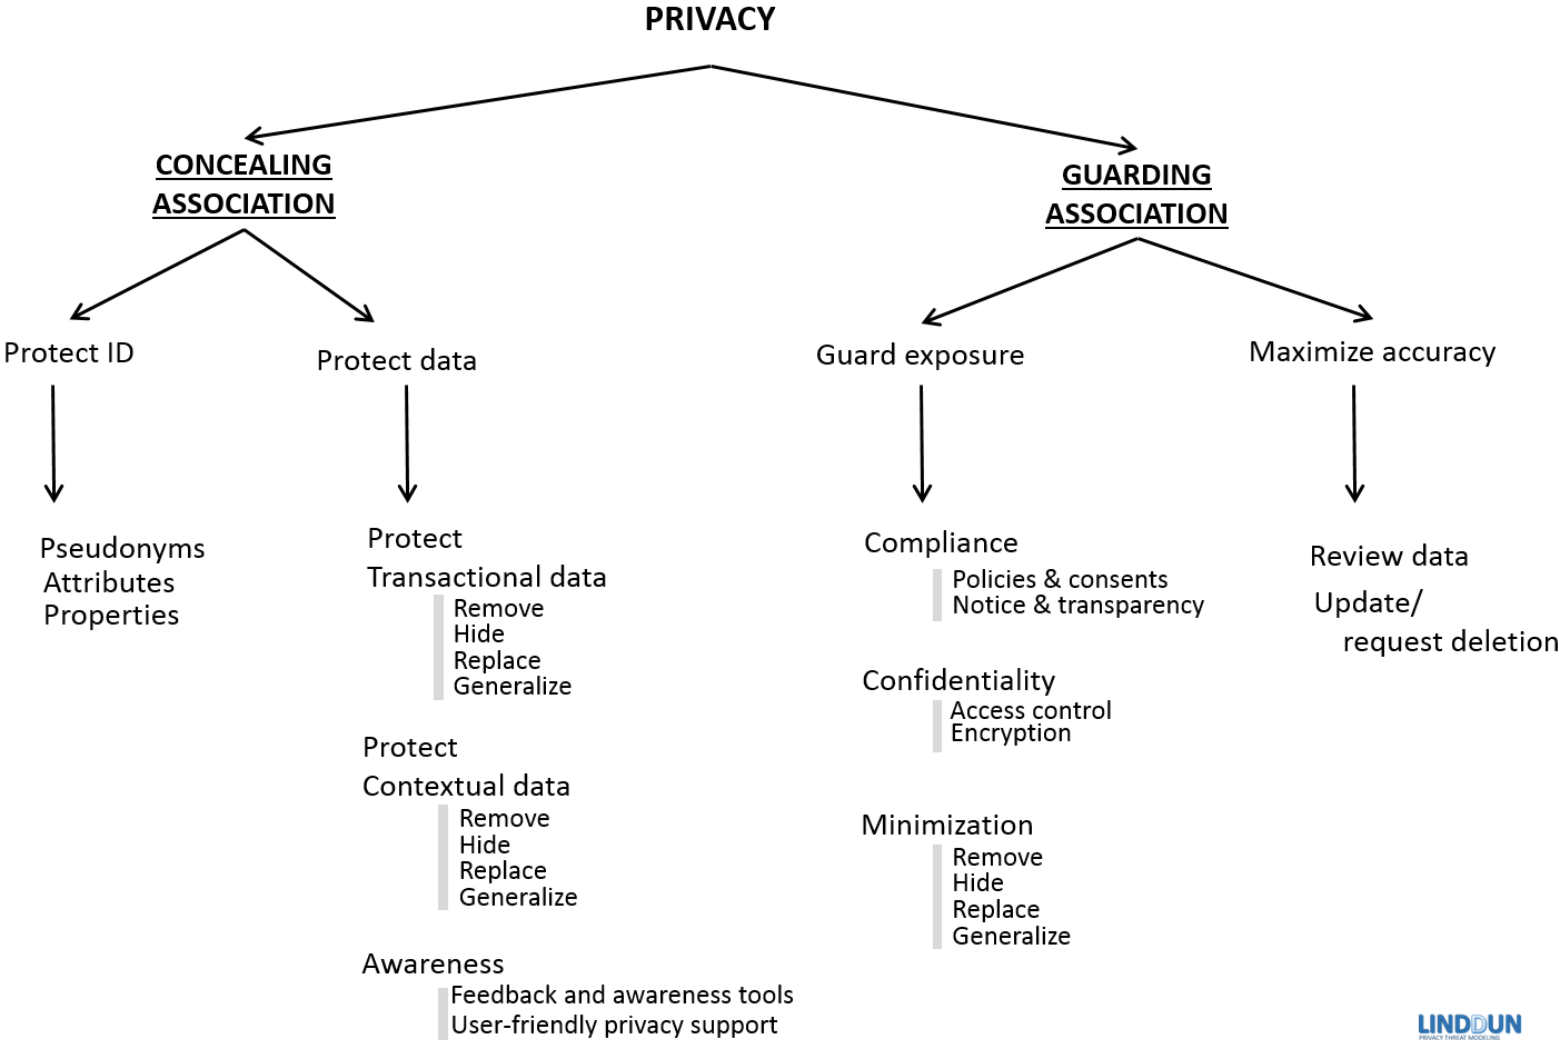 PRIVACY
CONCEALING
ASSOCIATION
GUARDING
ASSOCIATION
Protect ID
Protect data
Guard exposure
Maximize accuracy
Pseudonyms
Attributes
Properties
Protect
Transactional data
Remove
Hide
Replace
Generalize
Protect
Contextual data
Remove
Hide
Replace
Generalize
Awareness
Feedback and awareness tools
User-friendly privacy support
Compliance
Policies & consents
Notice & transparency
Confidentiality
Access control
Encryption
Minimization
Remove
Hide
Replace
Generalize
Review data
Update/
request deletion
LINDDUN
PRIVACY THREAT MODELING